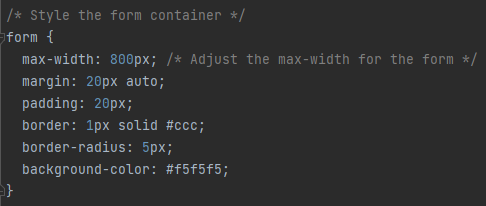 /* Style the form container */
form {
  max-width: 800px; /* Adjust the max-width for the form */
  margin: 20px auto;
  padding: 20px;
  border: 1px solid #ccc;
  border-radius: 5px;
  background-color: #f5f5f5;
}